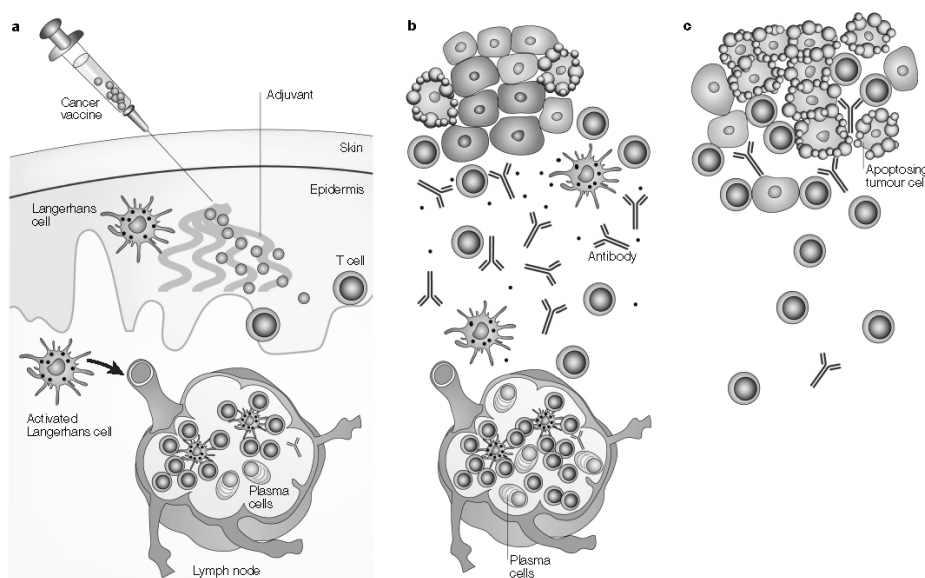 a
Cancer
vaccine
Adjuvant
Skin
Epidermis
Langerhans
cell
T cell
Activated
Langerhans cell
Plasma
cells
Lymph node
b
Antibody
Plasma
cells
c
Apoptosing
tumour cell